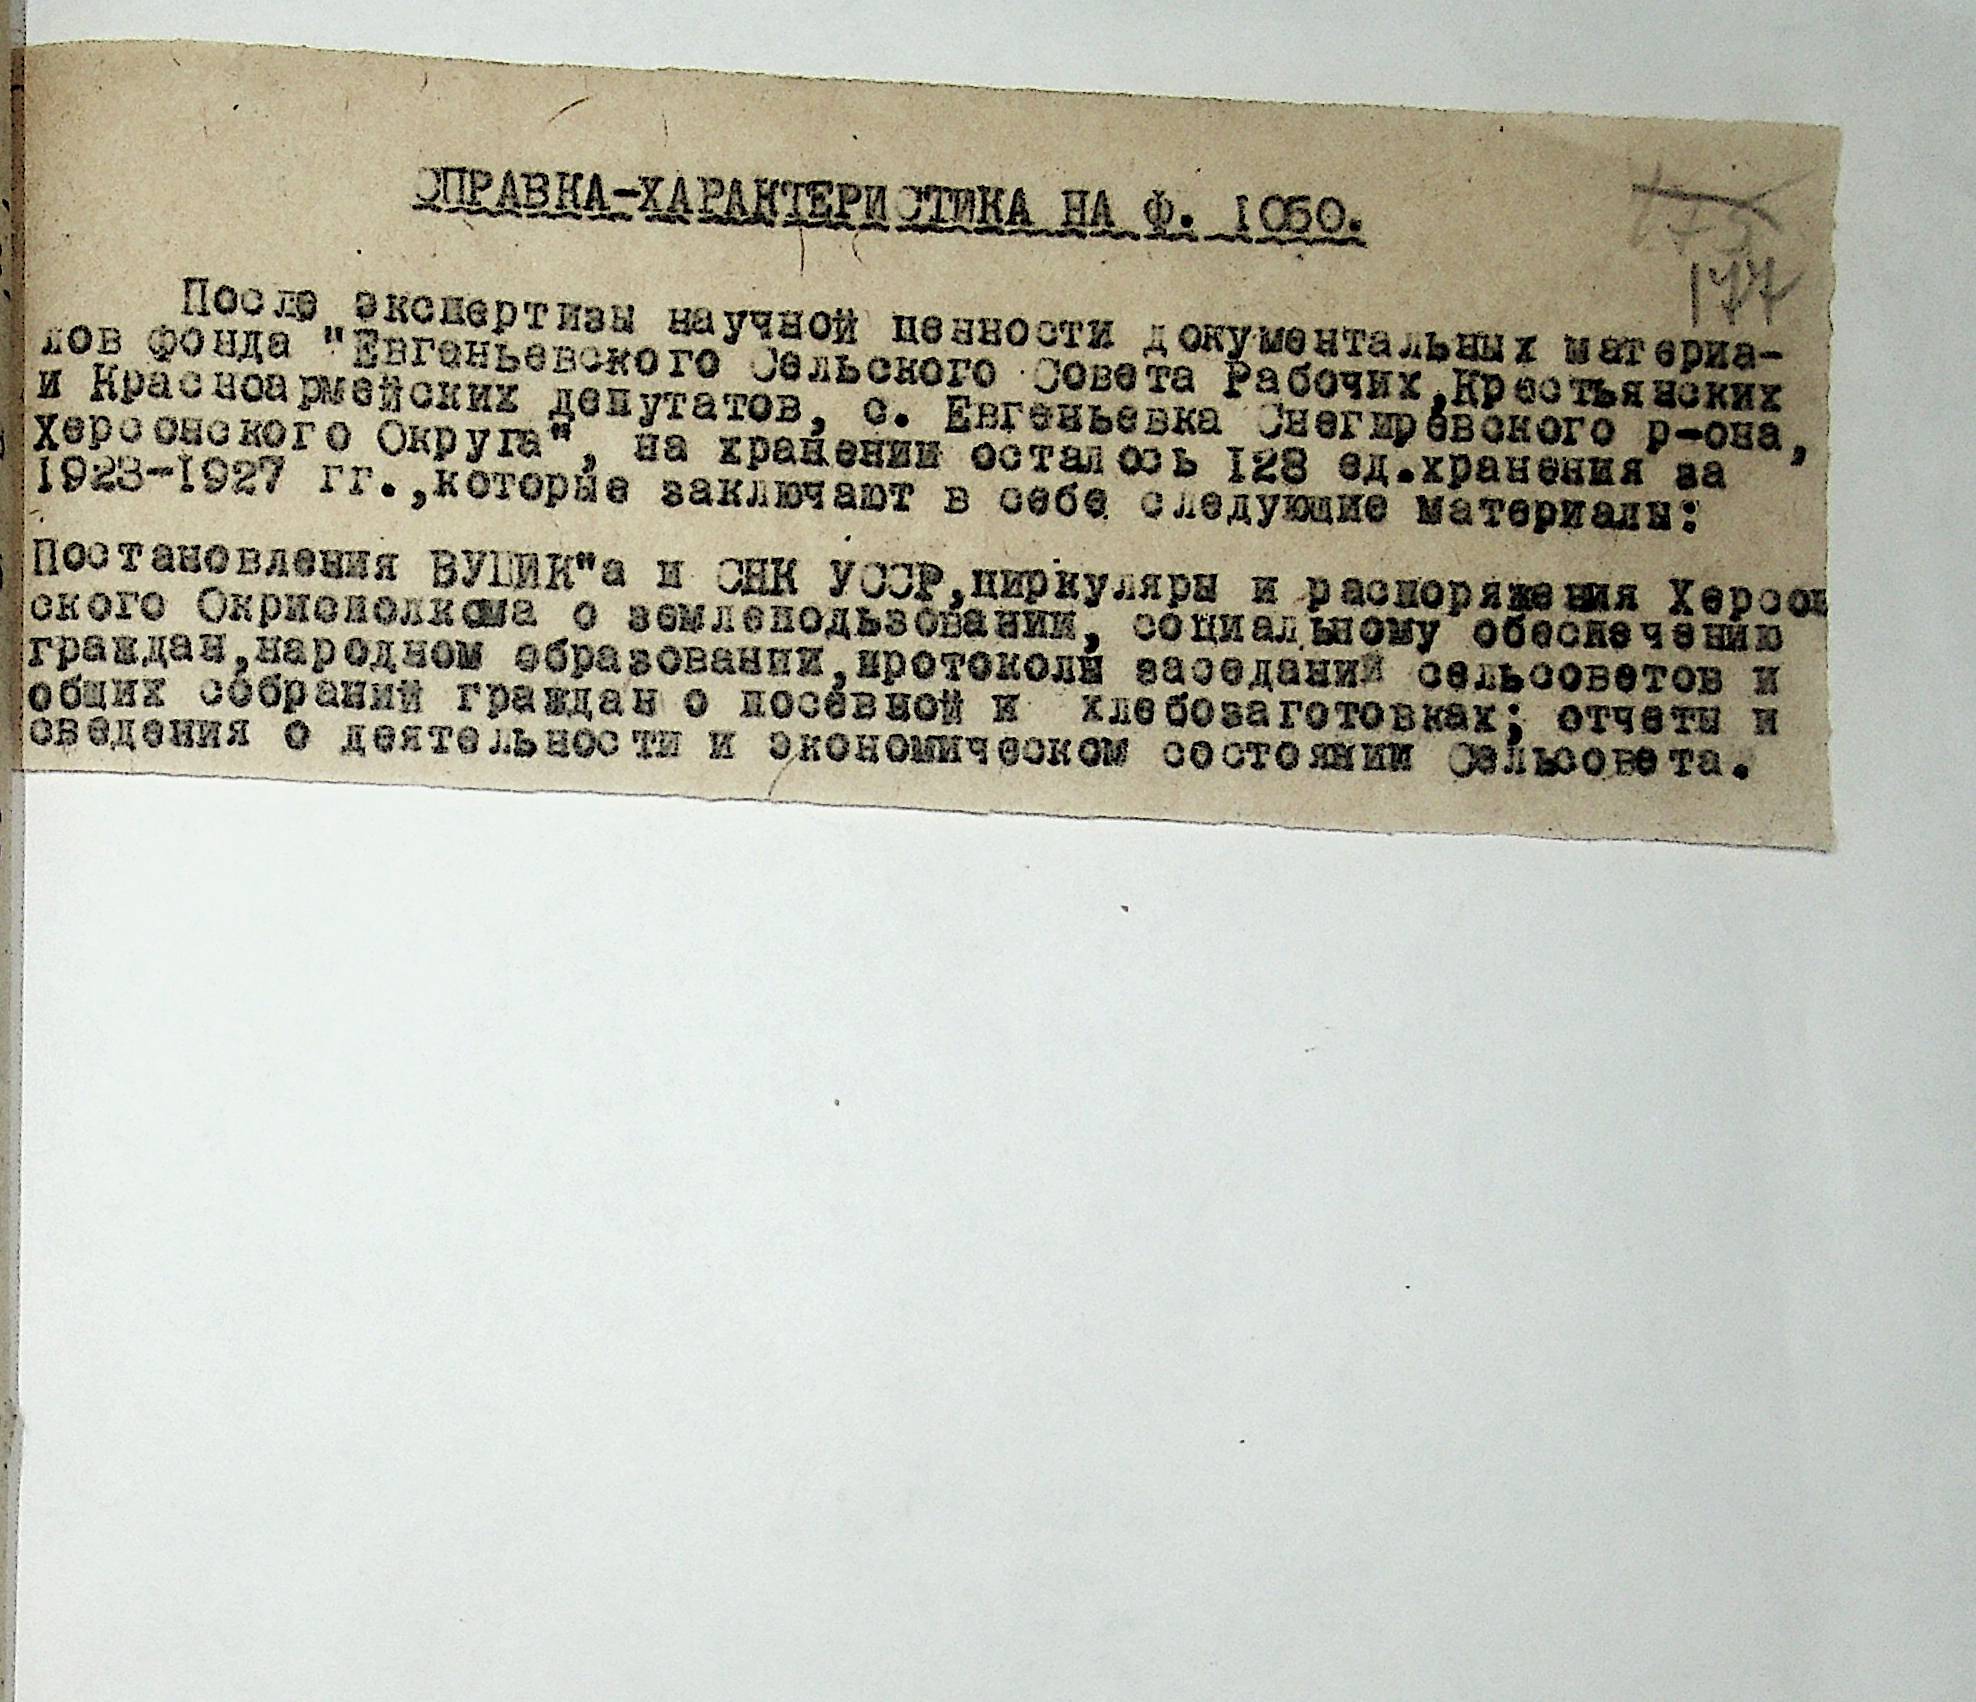 СПРАВКА-ХАРАКТЕРИСТИКА НА Ф. 1050.
177
После экспертизы научной ценности документальных материа-
лов фонда "Евгеньевского Сельского Совета Рабочих,Крестьянских
и Красноармейских депутатов, с. Евгеньевка Снегиревского р-она,
Херсонского Округа", на хранении осталось 128 ед.хранения за
1923-1927 гг.,которые заключают в себе следующие материалы:
Постановления ВУЦИК"а и СНК УССР,циркуляры и распоряжения Херсон
ского Окрисполкома о землепользовании, социальному обеспечению
граждан,народном образовании,протоколы заседаний сельсоветов и
общих собраний граждан о посевной и хлебозаготовках; отчеты и
сведения о деятельности и экономическом состоянии Сельсовета.